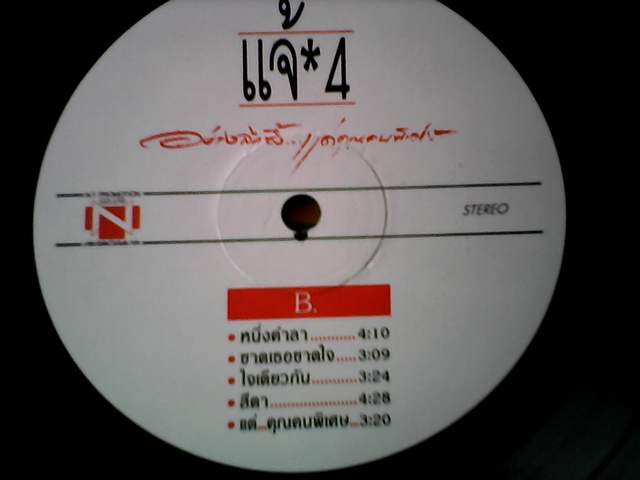 แจ้*4
STEREO
N
B.
• หนึ่งคำลา............4:10
• ขาดเธอขาดใจ.....3:09
• ใจเดียวกัน............3:24
• สีดา......................4:28
• แด่...คุณคนพิเศษ...3:20